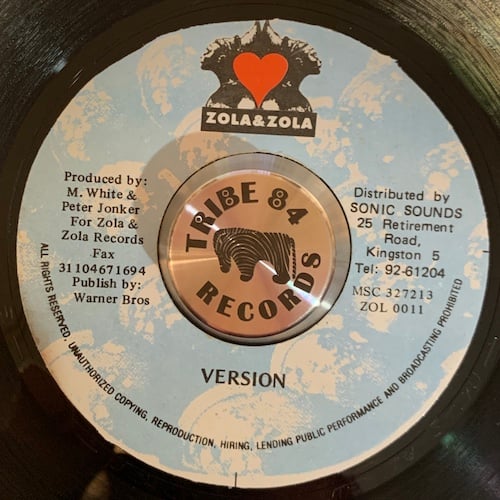 ZOLA&ZOLA
Produced by:
M. White &
Peter Jonker
For Zola &
Zola Records
Fax
31104671694
Publish by:
Warner Bros
TRIBE 84
RECORDS
Distributed by
SONIC SOUNDS
25 Retirement
Road,
Kingston 5
Tel: 92-61204
MSC 327213
ZOL 0011
VERSION
ALL RIGHTS RESERVED, UNAUTHORIZED COPYING, REPRODUCTION, HIRING, LENDING PUBLIC PERFORMANCE AND BROADCASTING PROHIBITED